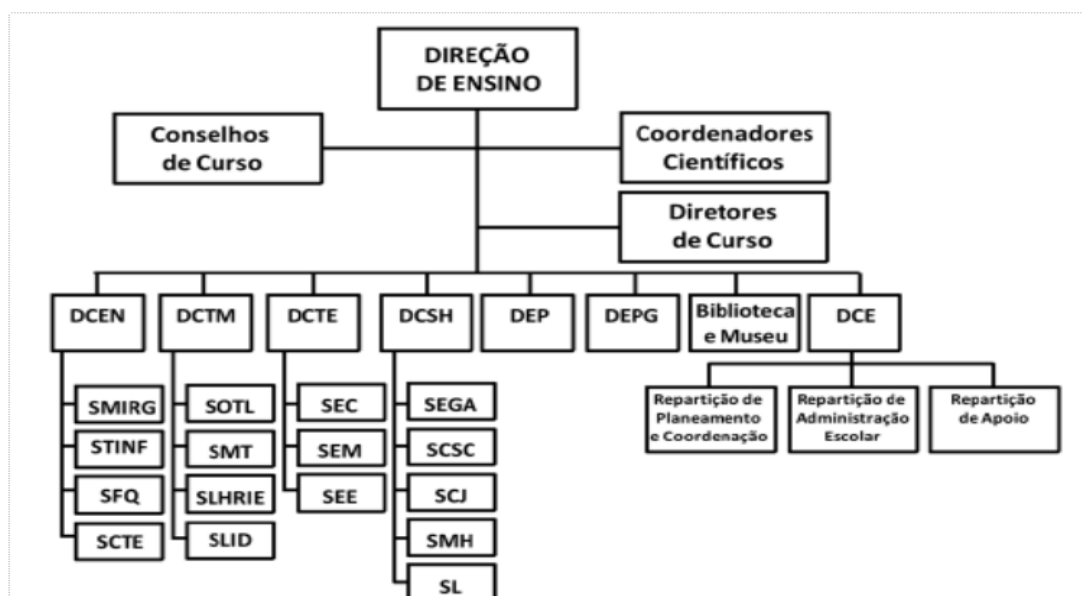 DIREÇÃO
DE ENSINO
Conselhos
de Curso
Coordenadores
Científicos
Diretores
de Curso
DCEN
DCTM
DCTE
DCSH
DEP
DEPG
Biblioteca
e Museu
DCE
SMIRG
STINF
SFQ
SCTE
SOTL
SMT
SLHRIE
SLID
SEC
SEM
SEE
SEGA
SCSC
SCJ
SMH
SL
Repartição de
Planeamento
e Coordenação
Repartição de
Administração
Escolar
Repartição
de Apoio